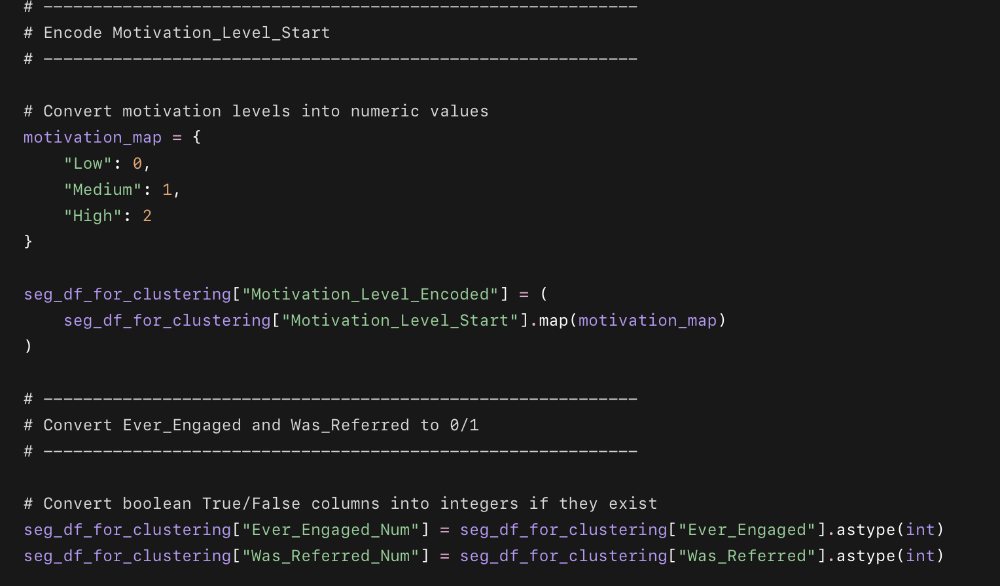 # ────────────────────────────────────────────────────────────
# Encode Motivation_Level_Start
# ────────────────────────────────────────────────────────────
# Convert motivation levels into numeric values
motivation_map = {
    "Low": 0,
    "Medium": 1,
    "High": 2
}
seg_df_for_clustering["Motivation_Level_Encoded"] = (
    seg_df_for_clustering["Motivation_Level_Start"].map(motivation_map)
)
# ────────────────────────────────────────────────────────────
# Convert Ever_Engaged and Was_Referred to 0/1
# ────────────────────────────────────────────────────────────
# Convert boolean True/False columns into integers if they exist
seg_df_for_clustering["Ever_Engaged_Num"] = seg_df_for_clustering["Ever_Engaged"].astype(int)
seg_df_for_clustering["Was_Referred_Num"] = seg_df_for_clustering["Was_Referred"].astype(int)